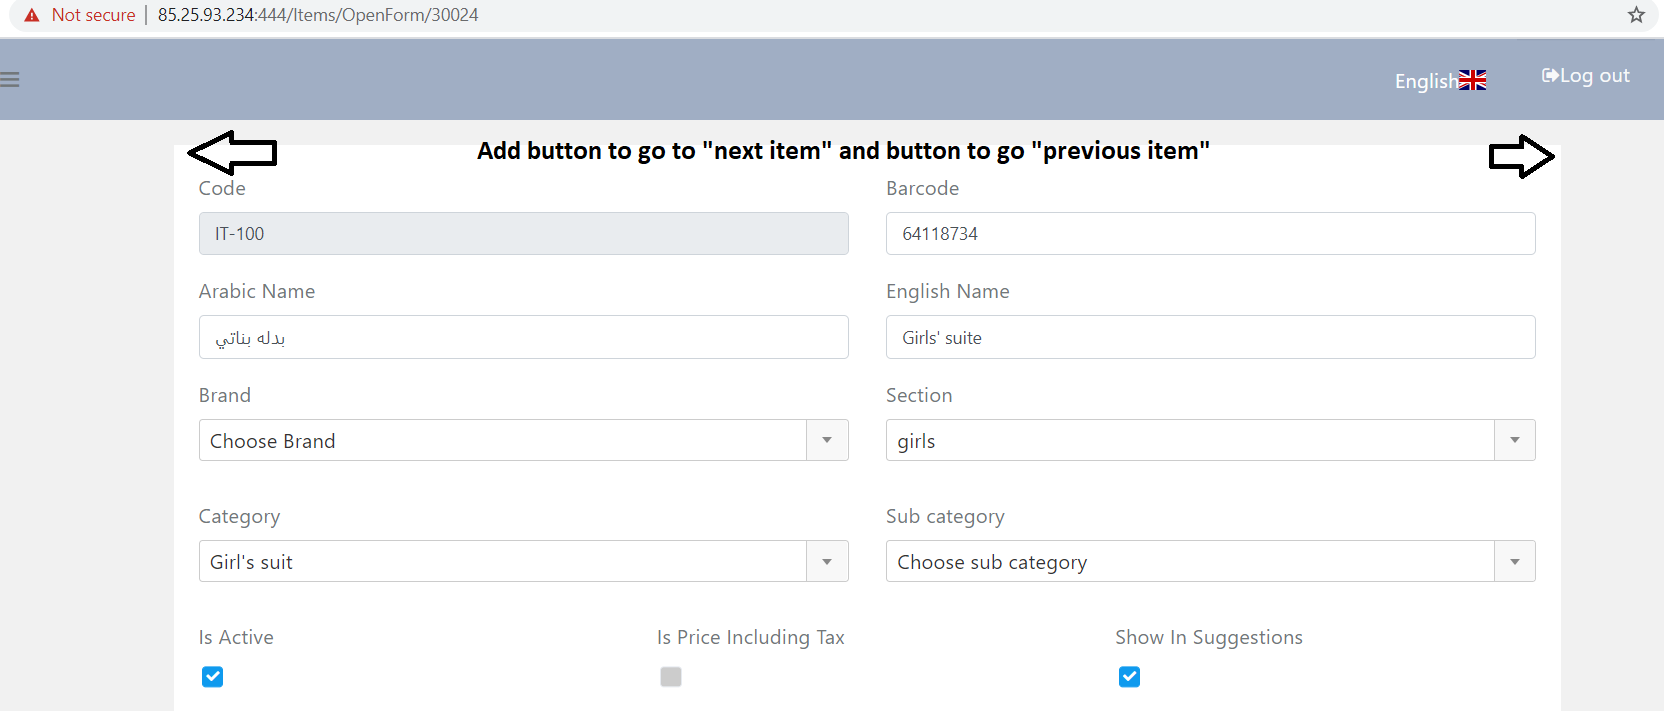 Not secure | 85.25.93.234:444/Items/OpenForm/30024
English Log out
Add button to go to "next item" and button to go "previous item"
Code Barcode
IT-100 64118734
Arabic Name English Name
بدله بناتي Girls' suite
Brand Section
Choose Brand girls
Category Sub category
Girl's suit Choose sub category
Is Active Is Price Including Tax Show In Suggestions